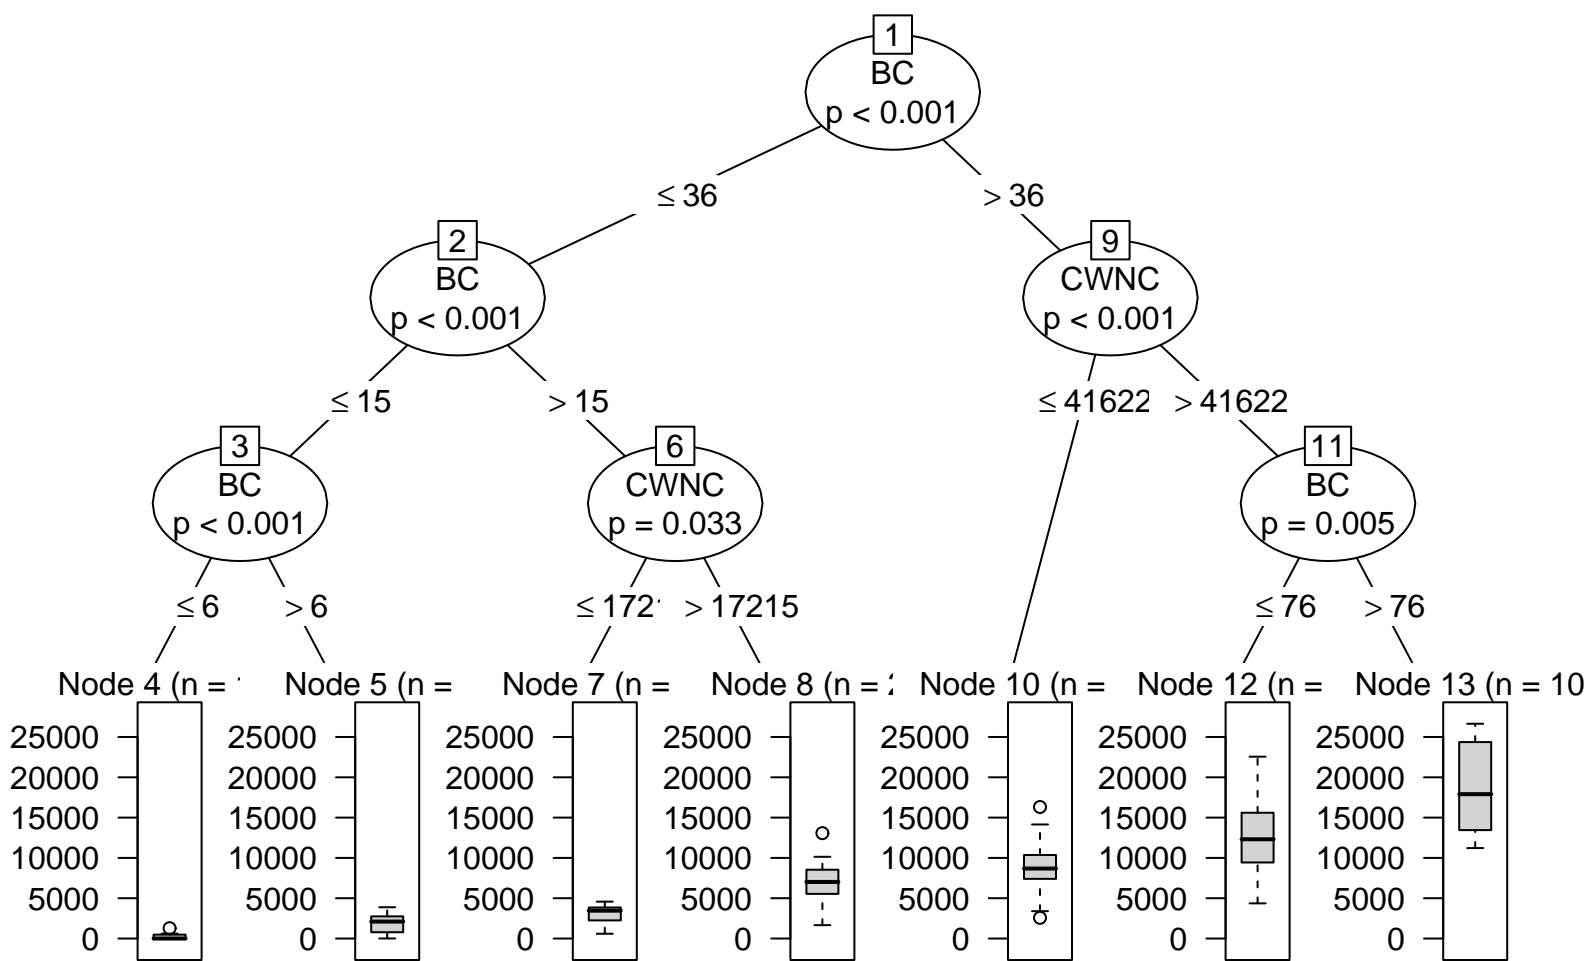 1
BC
p < 0.001
≤ 36
> 36
2
BC
p < 0.001
9
CWNC
p < 0.001
≤ 15
> 15
≤ 41622
> 41622
3
BC
p < 0.001
6
CWNC
p = 0.033
11
BC
p = 0.005
≤ 6
> 6
≤ 172
> 17215
≤ 76
> 76
Node 4 (n =
Node 5 (n =
Node 7 (n =
Node 8 (n =
Node 10 (n =
Node 12 (n =
Node 13 (n = 10
25000 25000 25000 25000 25000 25000 25000
20000 20000 20000 20000 20000 20000 20000
15000 15000 15000 15000 15000 15000 15000
10000 10000 10000 10000 10000 10000 10000
5000 5000 5000 5000 5000 5000 5000
0 0 0 0 0 0 0